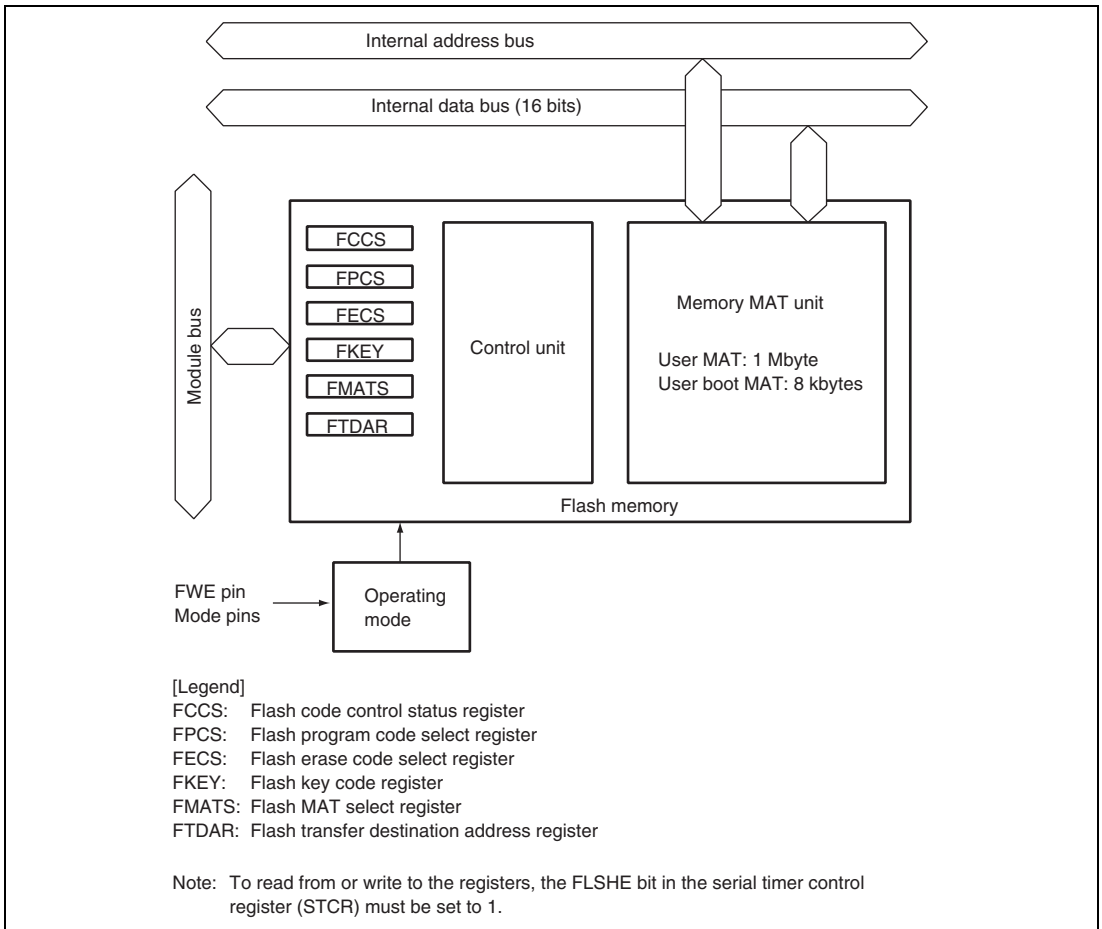 Internal address bus
Internal data bus (16 bits)
Module bus
FCCS
FPCS
FECS
FKEY
FMATS
FTDAR
Control unit
Memory MAT unit
User MAT: 1 Mbyte
User boot MAT: 8 kbytes
Flash memory
FWE pin
Mode pins
Operating
mode
[Legend]
FCCS: Flash code control status register
FPCS: Flash program code select register
FECS: Flash erase code select register
FKEY: Flash key code register
FMATS: Flash MAT select register
FTDAR: Flash transfer destination address register
Note: To read from or write to the registers, the FLSHE bit in the serial timer control
register (STCR) must be set to 1.